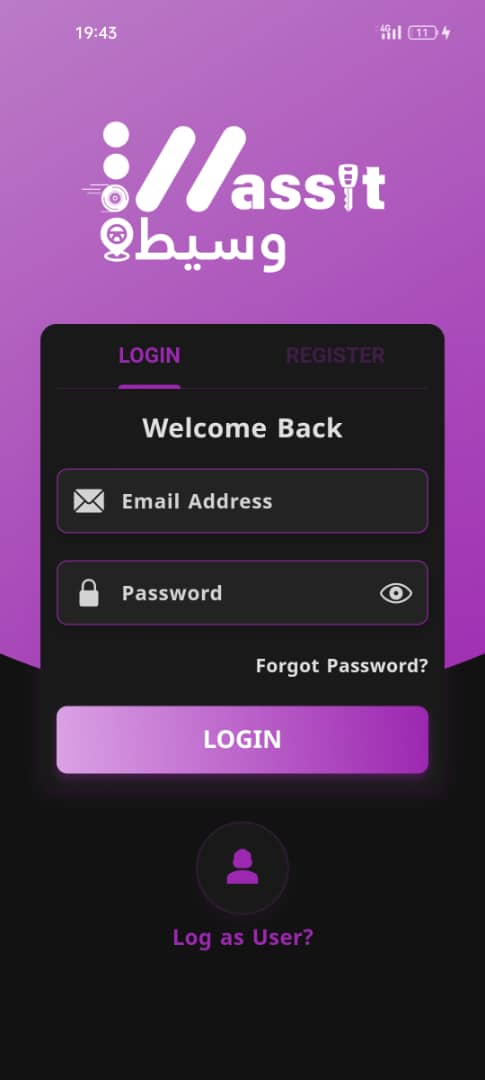 19:43
4G 11
Wassit
وسيط
LOGIN REGISTER
Welcome Back
Email Address
Password
Forgot Password?
LOGIN
Log as User?